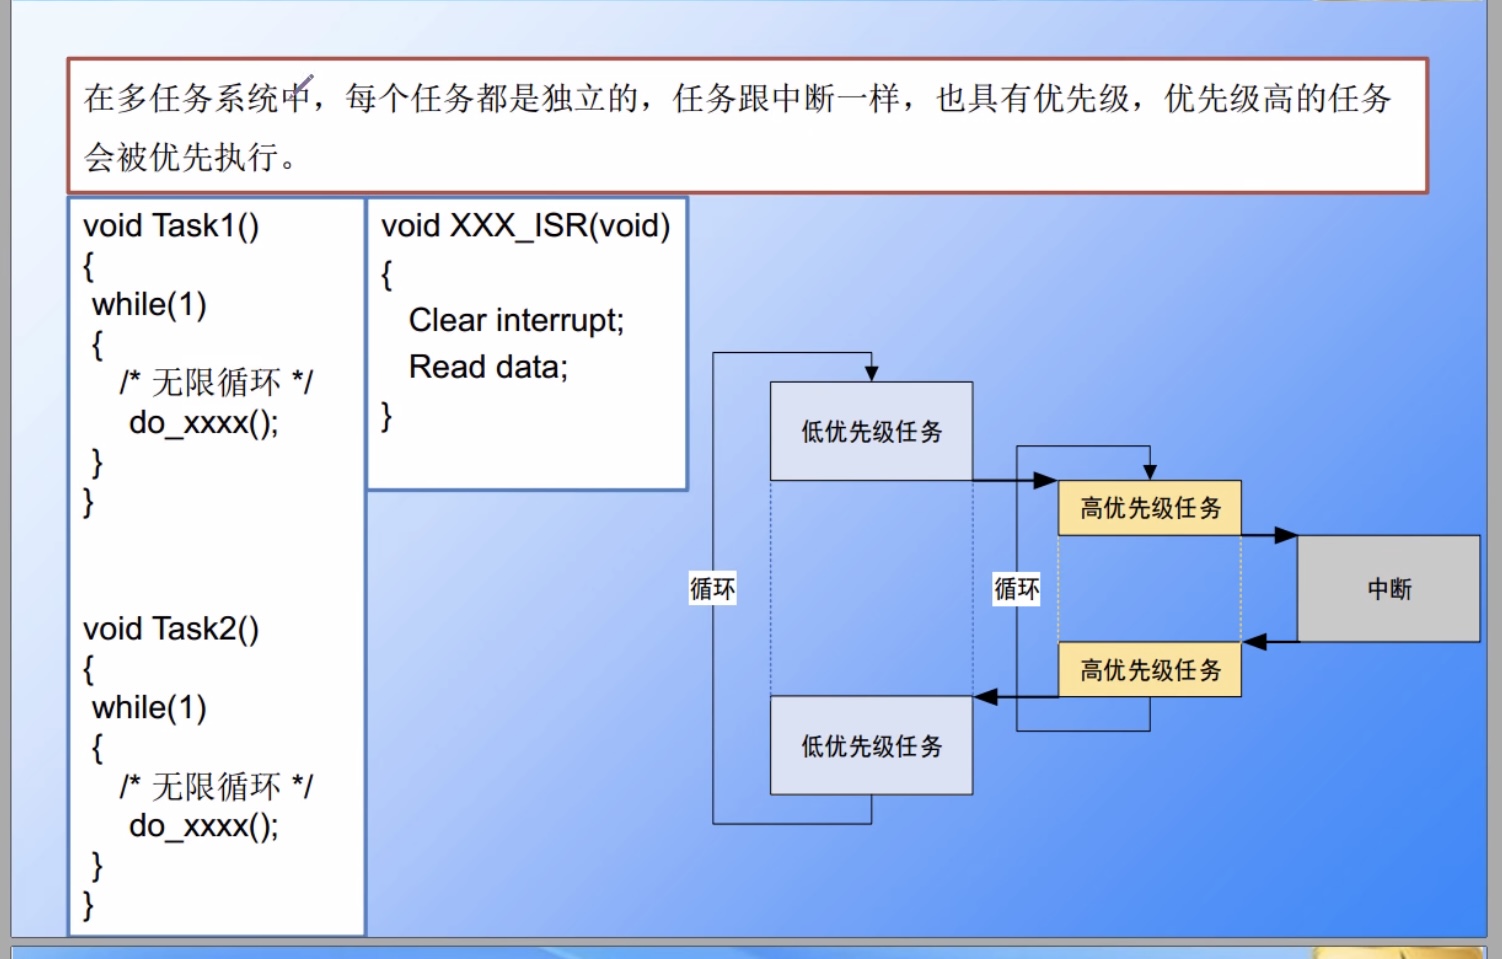 在多任务系统中，每个任务都是独立的，任务跟中断一样，也具有优先级，优先级高的任务
会被优先执行。
void Task1()
{
while(1)
{
/* 无限循环 */
do_xxxx();
}
}
void Task2()
{
while(1)
{
/* 无限循环 */
do_xxxx();
}
}
void XXX_ISR(void)
{
Clear interrupt;
Read data;
}
低优先级任务
高优先级任务
循环
循环
中断
高优先级任务
低优先级任务